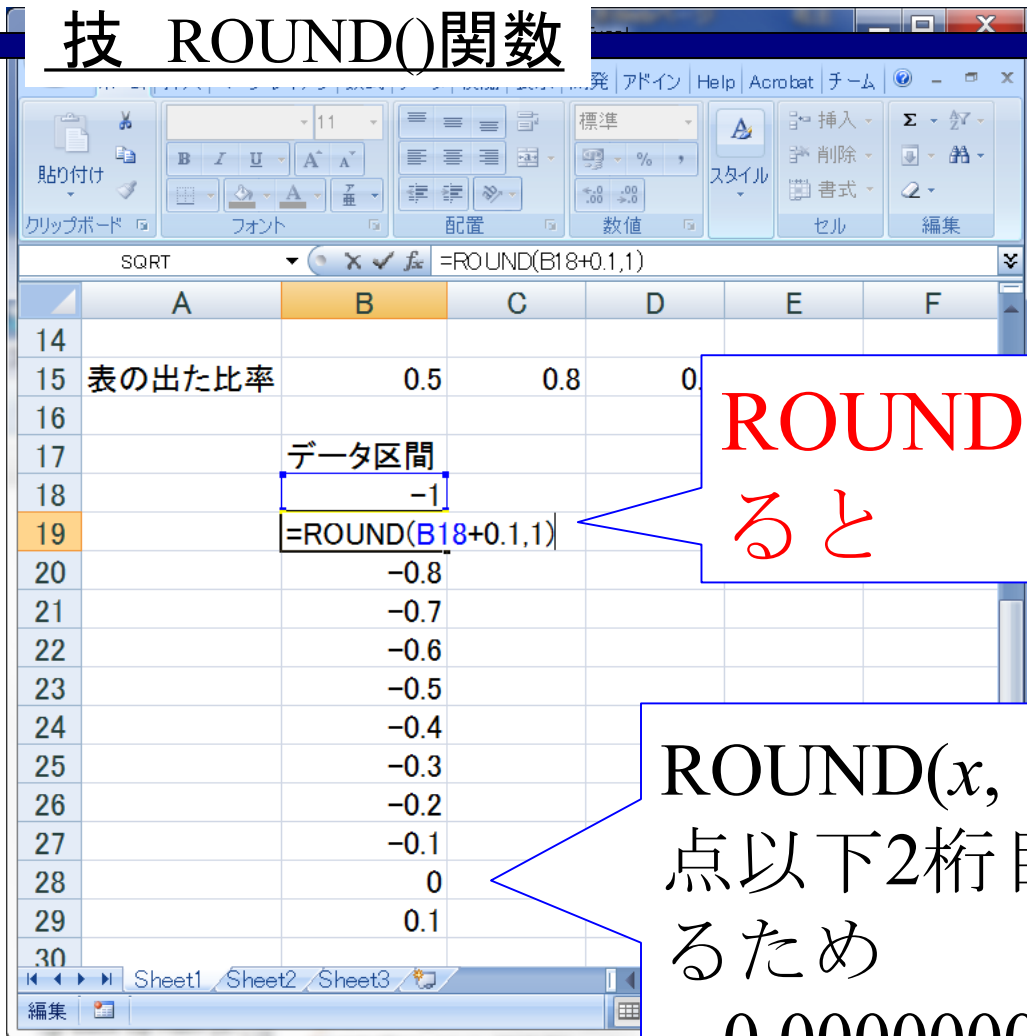 技 ROUND()関数
発 アドイン Help Acrobat チーム
11 標準 挿入 Σ
貼り付け B I U A A % , スタイル 削除
A 書式
クリップボード フォント 配置 数値 セル 編集
SQRT fx =ROUND(B18+0.1,1)
A B C D E F
14
15 表の出た比率 0.5 0.8 0.
16
17 データ区間
18 -1
19 =ROUND(B18+0.1,1)
20 -0.8
21 -0.7
22 -0.6
23 -0.5
24 -0.4
25 -0.3
26 -0.2
27 -0.1
28 0
29 0.1
30
ROUND
ると
ROUND(x,
点以下2桁
るため
0.0000000
Sheet1 Sheet2 Sheet3
編集